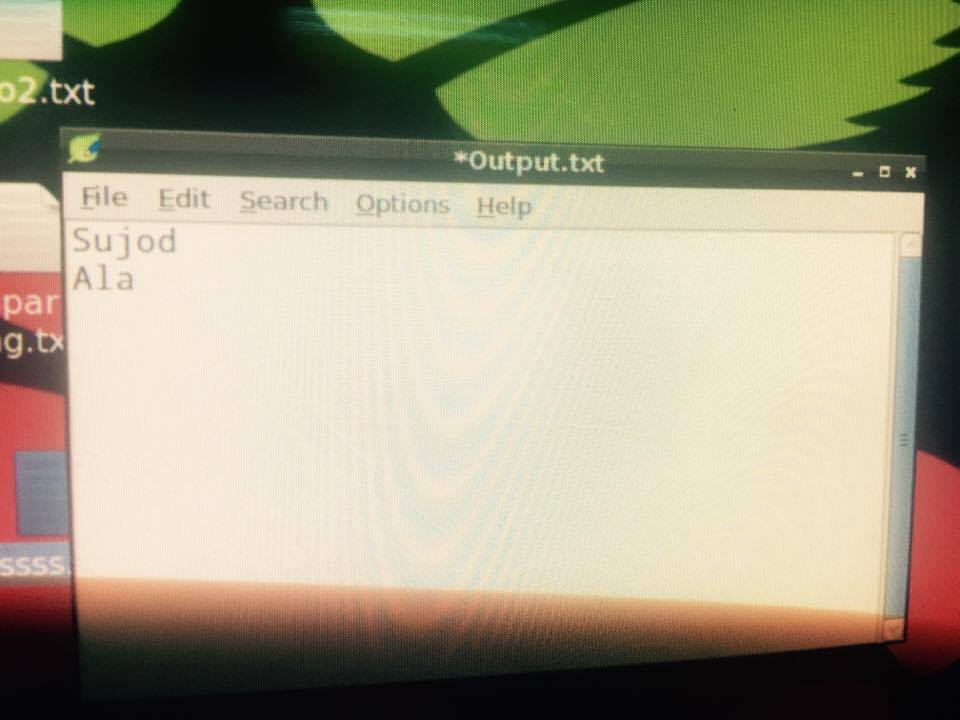 o2.txt
*Output.txt
File Edit Search Options Help
Sujod
Ala
par
g.tx
ssss.